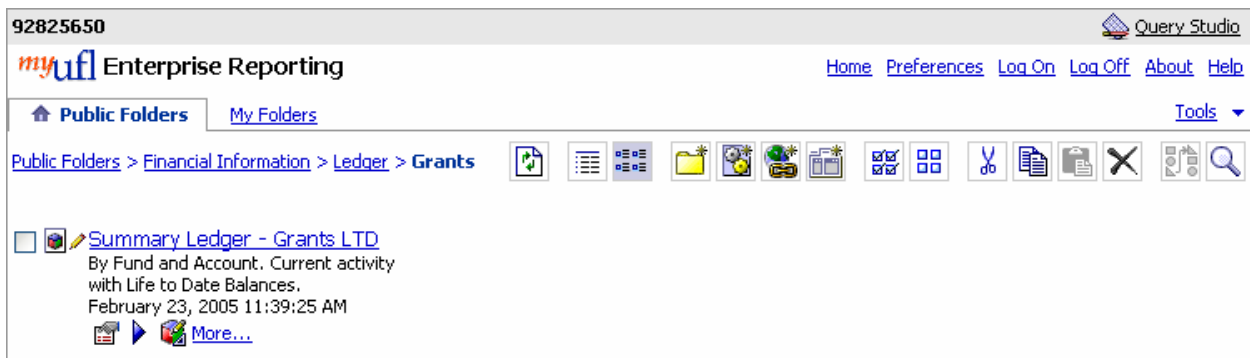 92825650 Query Studio
myufl Enterprise Reporting Home Preferences Log On Log Off About Help
Public Folders My Folders Tools
Public Folders > Financial Information > Ledger > Grants
Summary Ledger - Grants LTD
By Fund and Account. Current activity
with Life to Date Balances.
February 23, 2005 11:39:25 AM
More...